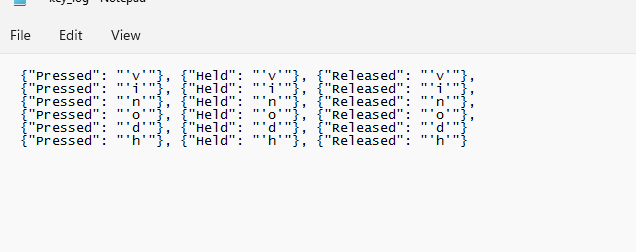 key_log - Notepad
File Edit View
{"Pressed": "'v'"}, {"Held": "'v'"}, {"Released": "'v'"},
{"Pressed": "'i'"}, {"Held": "'i'"}, {"Released": "'i'"},
{"Pressed": "'n'"}, {"Held": "'n'"}, {"Released": "'n'"},
{"Pressed": "'o'"}, {"Held": "'o'"}, {"Released": "'o'"},
{"Pressed": "'d'"}, {"Held": "'d'"}, {"Released": "'d'"}
{"Pressed": "'h'"}, {"Held": "'h'"}, {"Released": "'h'"}